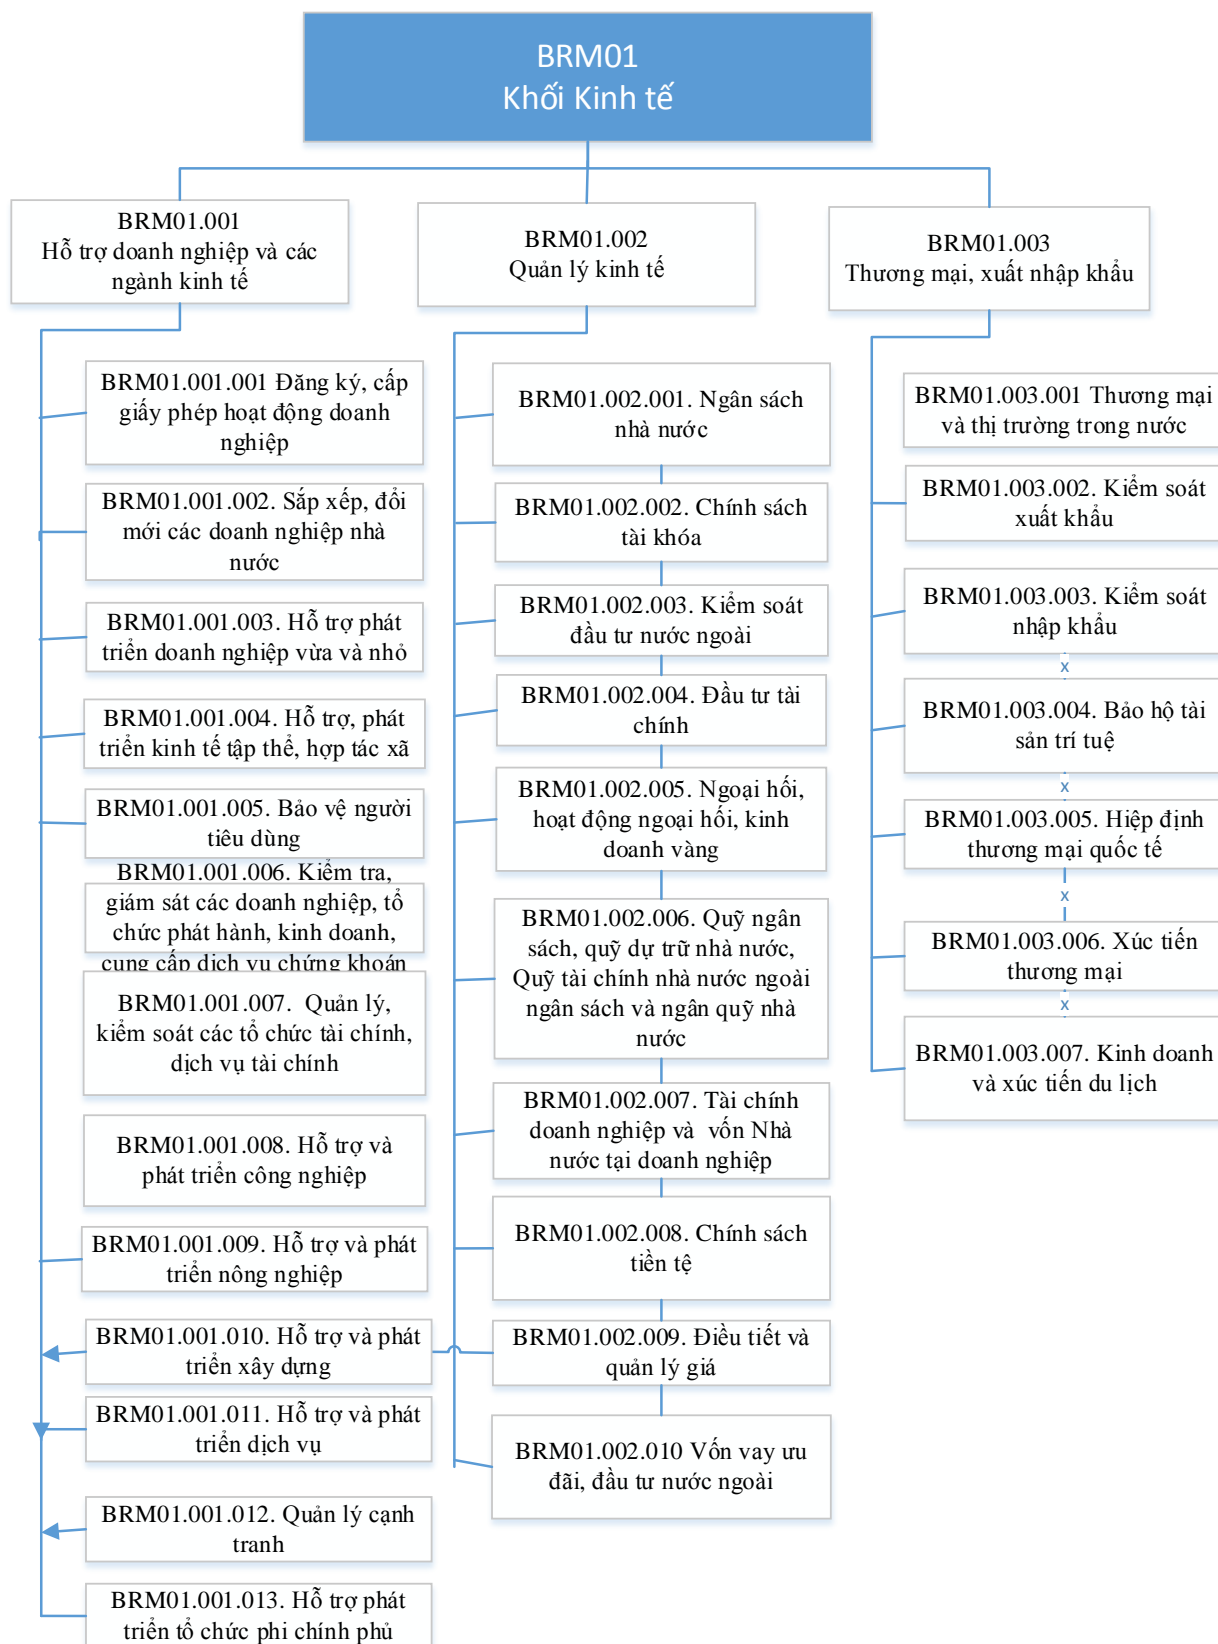 BRM01
Khối Kinh tế
BRM01.001
Hỗ trợ doanh nghiệp và các
ngành kinh tế
BRM01.001.001 Đăng ký, cấp
giấy phép hoạt động doanh
nghiệp
BRM01.001.002. Sắp xếp, đổi
mới các doanh nghiệp nhà
nước
BRM01.001.003. Hỗ trợ phát
triển doanh nghiệp vừa và nhỏ
BRM01.001.004. Hỗ trợ, phát
triển kinh tế tập thể, hợp tác xã
BRM01.001.005. Bảo vệ người
tiêu dùng
BRM01.001.006. Kiểm tra,
giám sát các doanh nghiệp, tổ
chức phát hành, kinh doanh,
cung cấp dịch vụ chứng khoán
BRM01.001.007. Quản lý,
kiểm soát các tổ chức tài chính,
dịch vụ tài chính
BRM01.001.008. Hỗ trợ và
phát triển công nghiệp
BRM01.001.009. Hỗ trợ và phát
triển nông nghiệp
BRM01.001.010. Hỗ trợ và phát
triển xây dựng
BRM01.001.011. Hỗ trợ và phát
triển dịch vụ
BRM01.001.012. Quản lý cạnh
tranh
BRM01.001.013. Hỗ trợ phát
triển tổ chức phi chính phủ
BRM01.002
Quản lý kinh tế
BRM01.002.001. Ngân sách
nhà nước
BRM01.002.002. Chính sách
tài khóa
BRM01.002.003. Kiểm soát
đầu tư nước ngoài
BRM01.002.004. Đầu tư tài
chính
BRM01.002.005. Ngoại hối,
hoạt động ngoại hối, kinh
doanh vàng
BRM01.002.006. Quỹ ngân
sách, quỹ dự trữ nhà nước,
Quỹ tài chính nhà nước ngoài
ngân sách và ngân quỹ nhà
nước
BRM01.002.007. Tài chính
doanh nghiệp và vốn Nhà
nước tại doanh nghiệp
BRM01.002.008. Chính sách
tiền tệ
BRM01.002.009. Điều tiết và
quản lý giá
BRM01.002.010 Vốn vay ưu
đãi, đầu tư nước ngoài
BRM01.003
Thương mại, xuất nhập khẩu
BRM01.003.001 Thương mại
và thị trường trong nước
BRM01.003.002. Kiểm soát
xuất khẩu
BRM01.003.003. Kiểm soát
nhập khẩu
x
BRM01.003.004. Bảo hộ tài
sản trí tuệ
x
BRM01.003.005. Hiệp định
thương mại quốc tế
x
BRM01.003.006. Xúc tiến
thương mại
x
BRM01.003.007. Kinh doanh
và xúc tiến du lịch